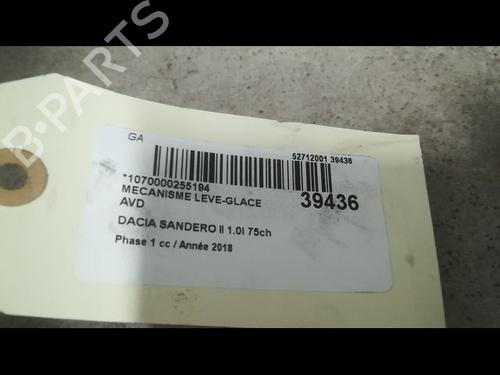 B-PARTS
GA
52712001 39436
*1070000255194
MECANISME LEVE-GLACE
39436
AVD
DACIA SANDERO II 1.0I 75ch
Phase 1 cc / Année 2018